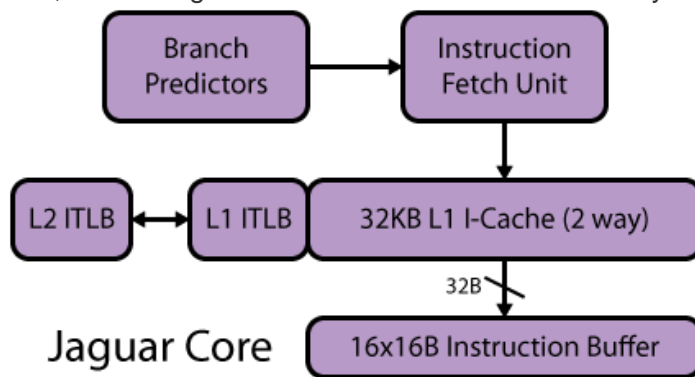 Branch
Predictors
Instruction
Fetch Unit
L2 ITLB
L1 ITLB
32KB L1 I-Cache (2 way)
32B
Jaguar Core
16x16B Instruction Buffer